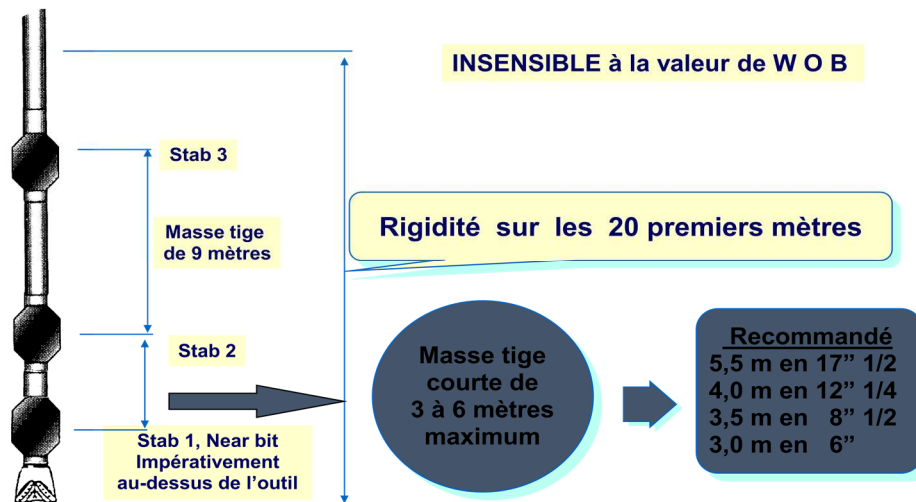 INSENSIBLE à la valeur de W O B
Stab 3
Rigidité sur les 20 premiers mètres
Masse tige
de 9 mètres
Stab 2
Masse tige
courte de
3 à 6 mètres
maximum
Recommandé
5,5 m en 17” 1/2
4,0 m en 12” 1/4
3,5 m en 8” 1/2
3,0 m en 6”
Stab 1, Near bit
Impérativement
au-dessus de l’outil